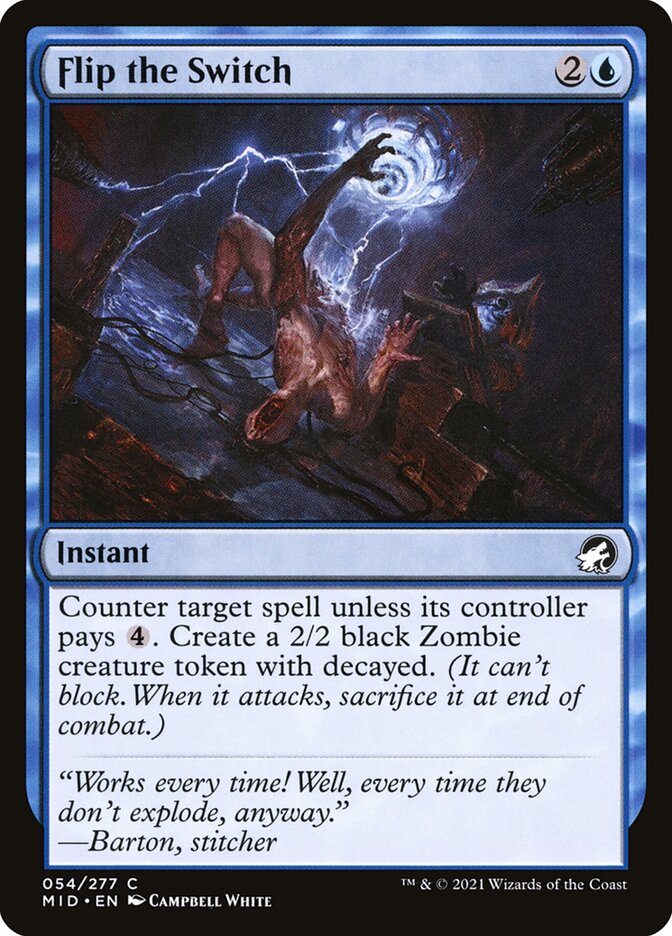 Flip the Switch 2
Instant
Counter target spell unless its controller
pays 4. Create a 2/2 black Zombie
creature token with decayed. (It can't
block. When it attacks, sacrifice it at end of
combat.)
“Works every time! Well, every time they
don't explode, anyway.”
—Barton, stitcher
054/277 C
MID • EN CAMPBELL WHITE
™ & © 2021 Wizards of the Coast